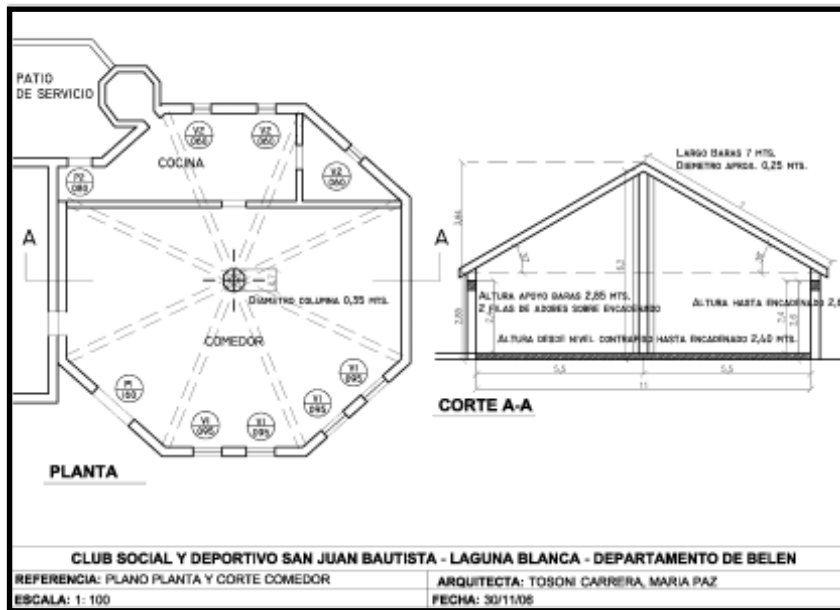 PATIO
DE SERVICIO
V2
.060
V2
.060
COCINA
V2
.060
P2
.080
A
A
DIAMETRO COLUMNA 0,35 MTS.
COMEDOR
P1
150
V1
.095
V1
.095
V1
.095
V1
.095
PLANTA
LARGO BARAS 7 MTS.
DIEMETRO APROX. 0,25 MTS.
7
ALTURA APOYO BARAS 2,85 MTS.
2 FILAS DE ADOBES SOBRE ENCADENADO
ALTURA HASTA ENCADENADO
ALTURA DESDE NIVEL CONTRAPISO HASTA ENCADENADO 2,40 MTS.
5,5
5,5
11
CORTE A-A
CLUB SOCIAL Y DEPORTIVO SAN JUAN BAUTISTA - LAGUNA BLANCA - DEPARTAMENTO DE BELEN
REFERENCIA: PLANO PLANTA Y CORTE COMEDOR
ARQUITECTA: TOSONI CARRERA, MARIA PAZ
ESCALA: 1: 100
FECHA: 30/11/08